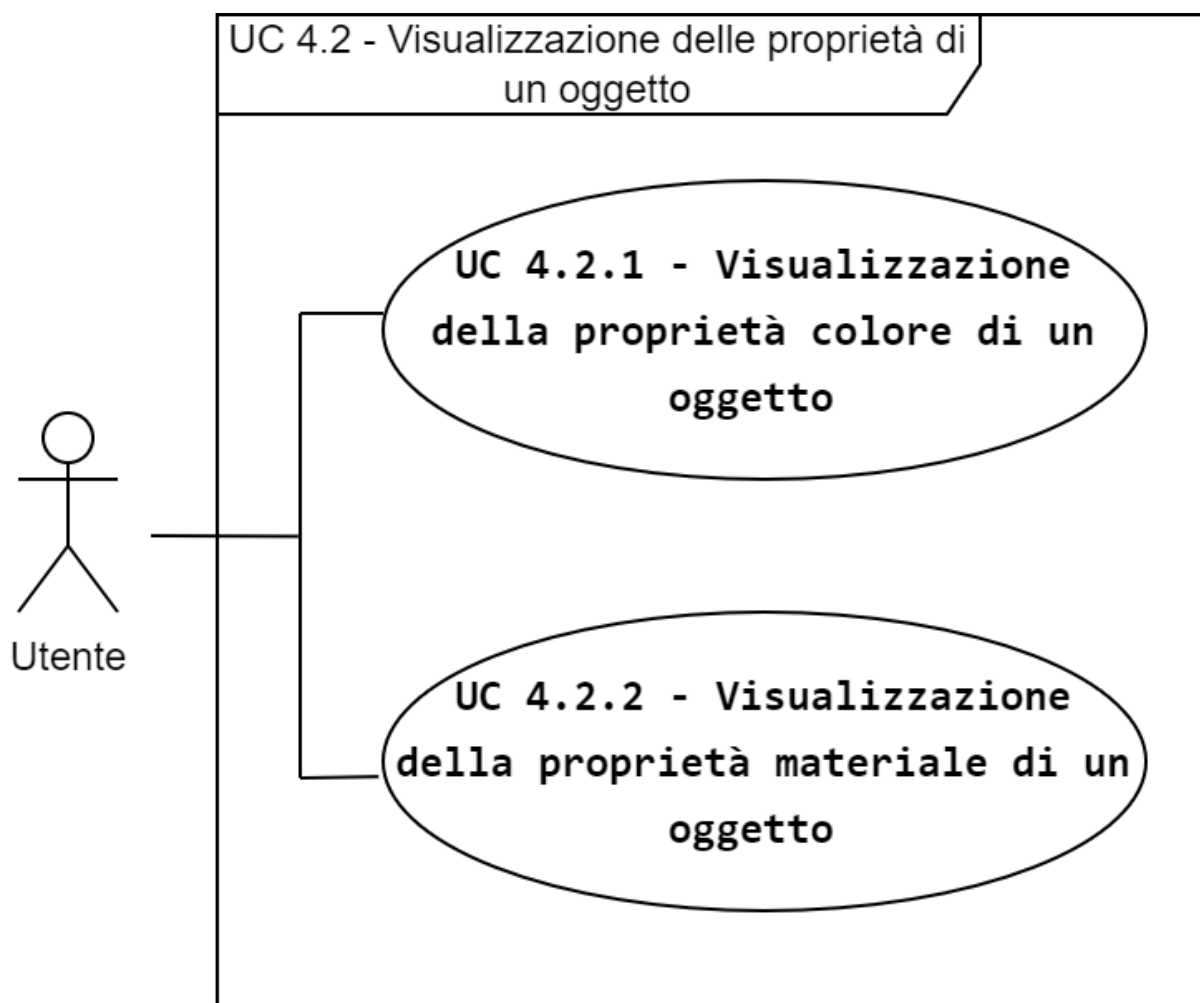 UC 4.2 - Visualizzazione delle proprietà di
un oggetto
UC 4.2.1 - Visualizzazione
della proprietà colore di un
oggetto
Utente
UC 4.2.2 - Visualizzazione
della proprietà materiale di un
oggetto